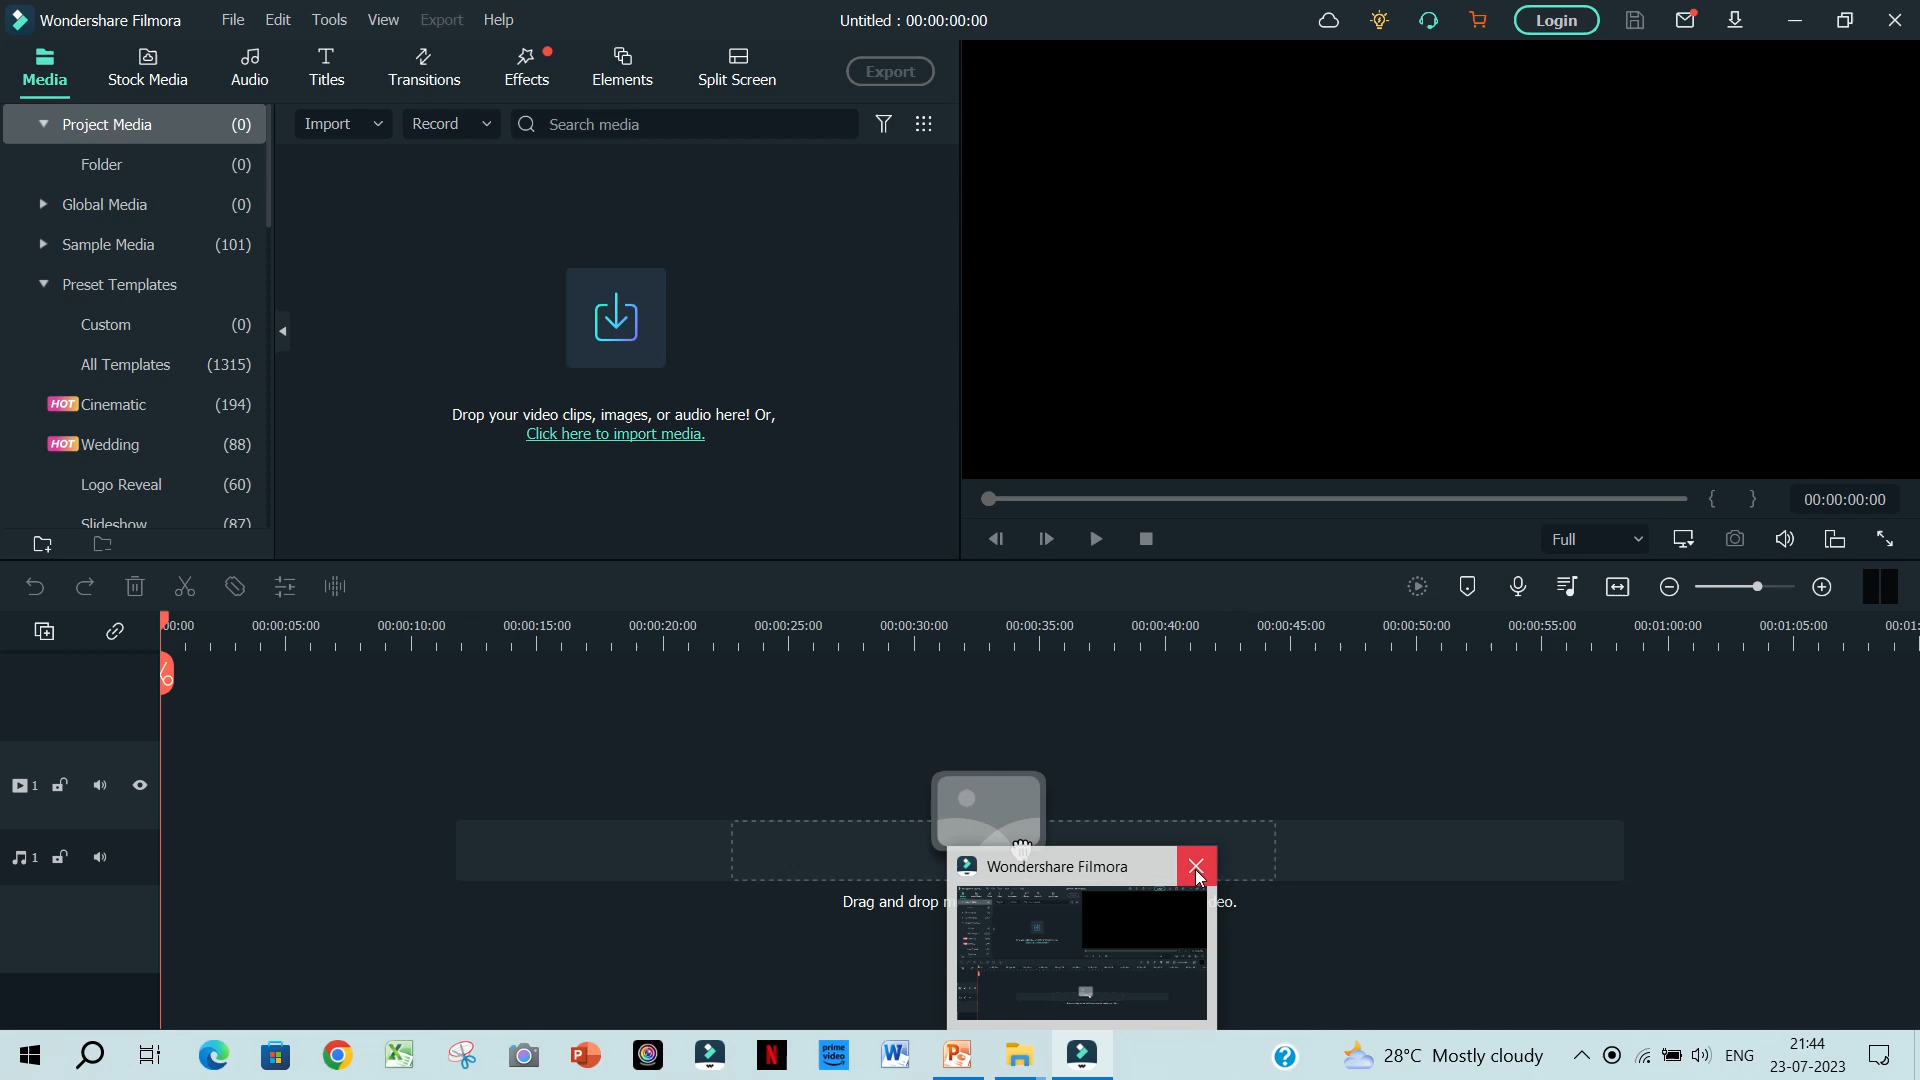 Wondershare Filmora File Edit Tools View Export Help Untitled : 00:00:00:00 Login
Media Stock Media Audio Titles Transitions Effects Elements Split Screen Export
Project Media (0)
Folder (0)
Global Media (0)
Sample Media (101)
Preset Templates
Custom (0)
All Templates (1315)
HOT Cinematic (194)
HOT Wedding (88)
Logo Reveal (60)
Slideshow (87)
Import Record Search media
Drop your video clips, images, or audio here! Or,
Click here to import media.
{ } 00:00:00:00
Full
00:00 00:00:05:00 00:00:10:00 00:00:15:00 00:00:20:00 00:00:25:00 00:00:30:00 00:00:35:00 00:00:40:00 00:00:45:00 00:00:50:00 00:00:55:00 00:01:00:00 00:01:05:00 00:01:
1
1
Wondershare Filmora
Drag and drop m eo.
N prime video W P 28°C Mostly cloudy ENG 21:44
23-07-2023